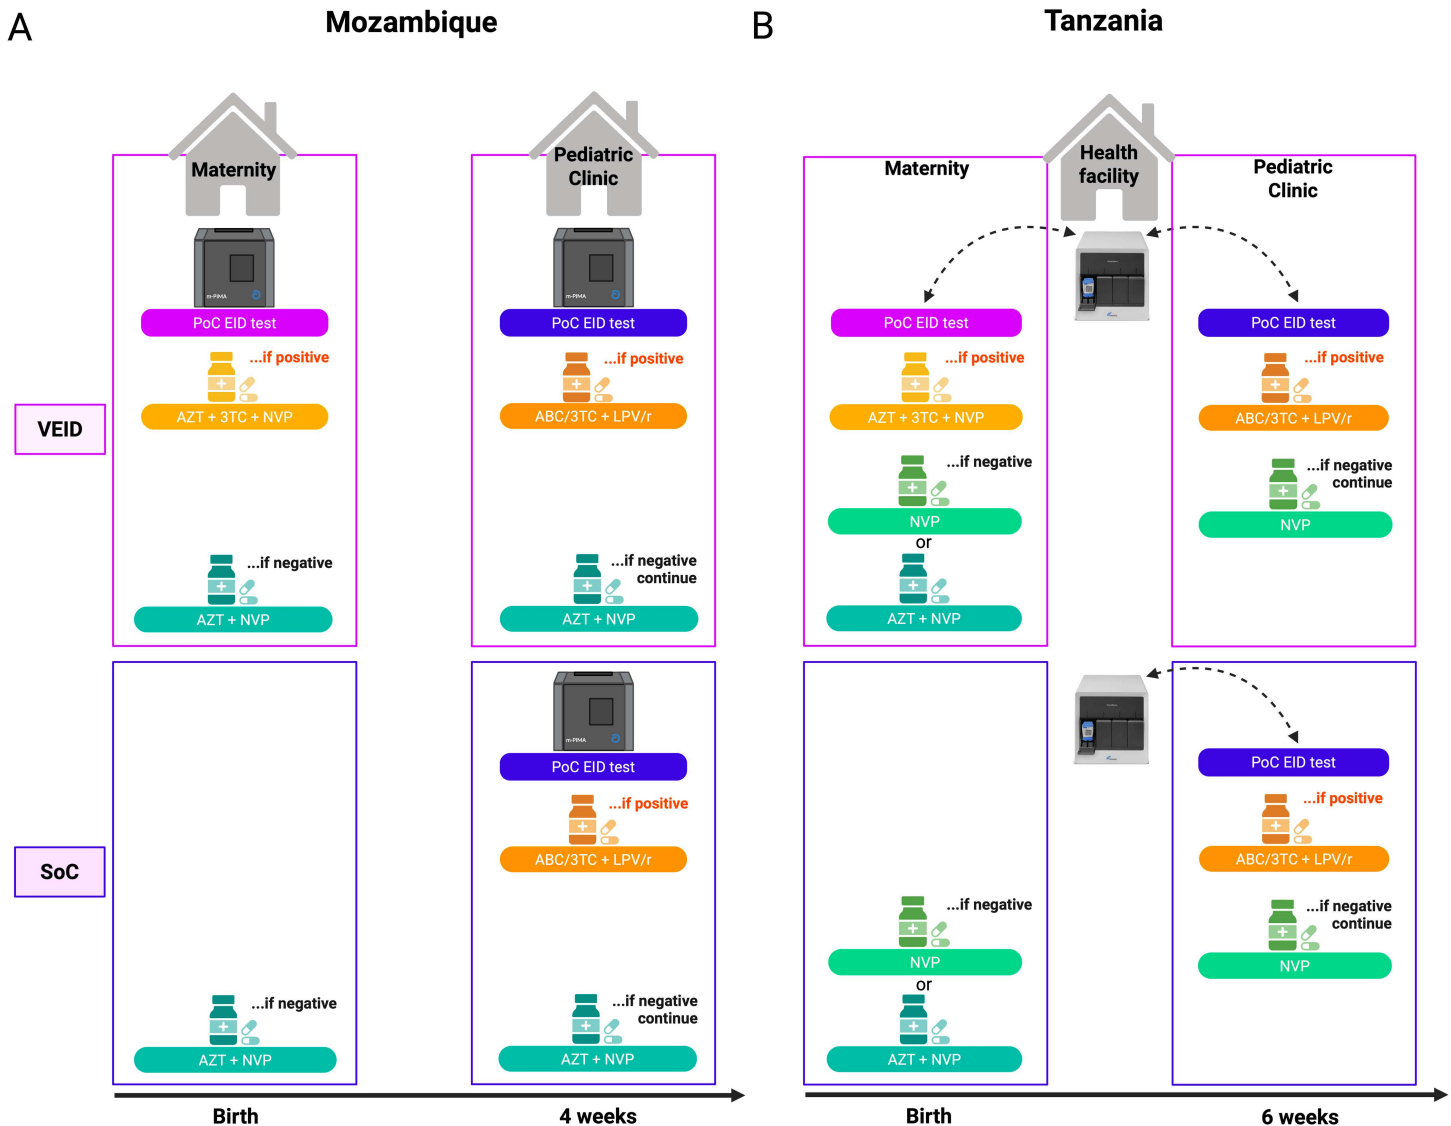 A
Mozambique
Maternity
Pediatric
Clinic
m-PIMA
m-PIMA
PoC EID test
PoC EID test
...if positive
...if positive
AZT + 3TC + NVP
ABC/3TC + LPV/r
VEID
...if negative
...if negative
continue
AZT + NVP
AZT + NVP
m-PIMA
PoC EID test
...if positive
ABC/3TC + LPV/r
SoC
...if negative
...if negative
continue
AZT + NVP
AZT + NVP
Birth
4 weeks
B
Tanzania
Maternity
Health
facility
Pediatric
Clinic
PoC EID test
PoC EID test
...if positive
...if positive
AZT + 3TC + NVP
ABC/3TC + LPV/r
...if negative
...if negative
continue
NVP
NVP
or
AZT + NVP
PoC EID test
...if positive
ABC/3TC + LPV/r
...if negative
...if negative
continue
NVP
NVP
or
AZT + NVP
Birth
6 weeks